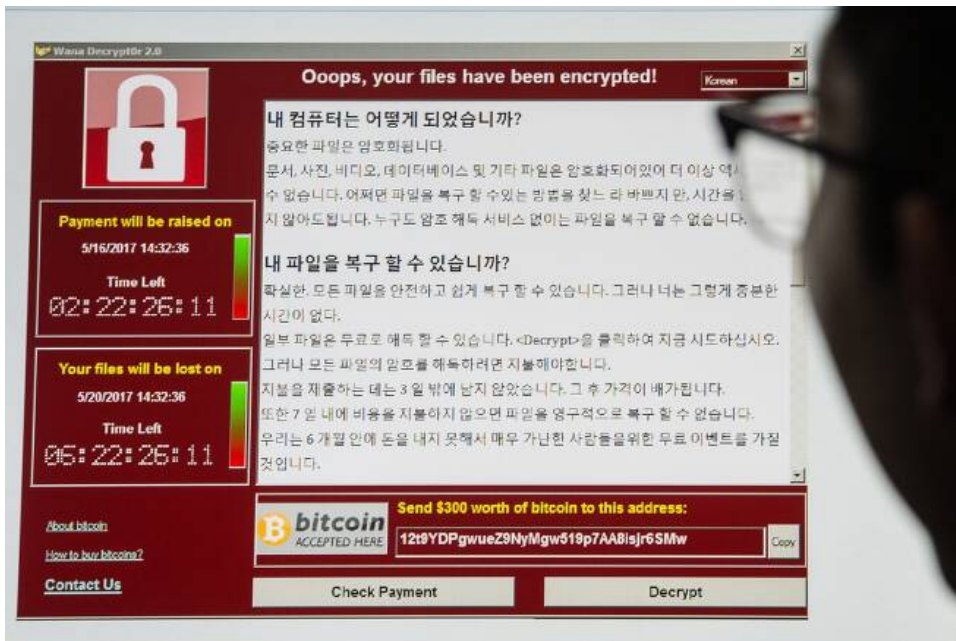 Wana Decrypt0r 2.0
Ooops, your files have been encrypted!
Korean
내 컴퓨터는 어떻게 되었습니까?
중요한 파일은 암호화됩니다.
문서, 사진, 비디오, 데이터베이스 및 기타 파일은 암호화되어있어 더 이상
수 없습니다. 어쩌면 파일을 복구 할 수있는 방법을 찾느 라 바쁘지 만, 시간을
지 않아도됩니다. 누구도 암호 해독 서비스 없이는 파일을 복구 할 수 없습니다.
내 파일을 복구 할 수 있습니까?
확실한. 모든 파일을 안전하고 쉽게 복구 할 수 있습니다. 그러나 너는 그렇게 충분한
시간이 없다.
일부 파일은 무료로 해독 할 수 있습니다. <Decrypt>을 클릭하여 지금 시도하십시오.
그러나 모든 파일의 암호를 해독하려면 지불해야합니다.
지불을 제출하는 데는 3 일 밖에 남지 않았습니다. 그 후 가격이 배가됩니다.
또한 7 일 내에 비용을 지불하지 않으면 파일을 영구적으로 복구 할 수 없습니다.
우리는 6 개월 안에 돈을 내지 못해서 매우 가난한 사람들을위한 무료 이벤트를 가질
것입니다.
Payment will be raised on
5/16/2017 14:32:36
Time Left
02:22:26:11
Your files will be lost on
5/20/2017 14:32:36
Time Left
06:22:26:11
About bitcoin
How to buy bitcoins?
Contact Us
bitcoin
ACCEPTED HERE
Send $300 worth of bitcoin to this address:
12t9YDPgwueZ9NyMgw519p7AA8isjr6SMw
Copy
Check Payment
Decrypt